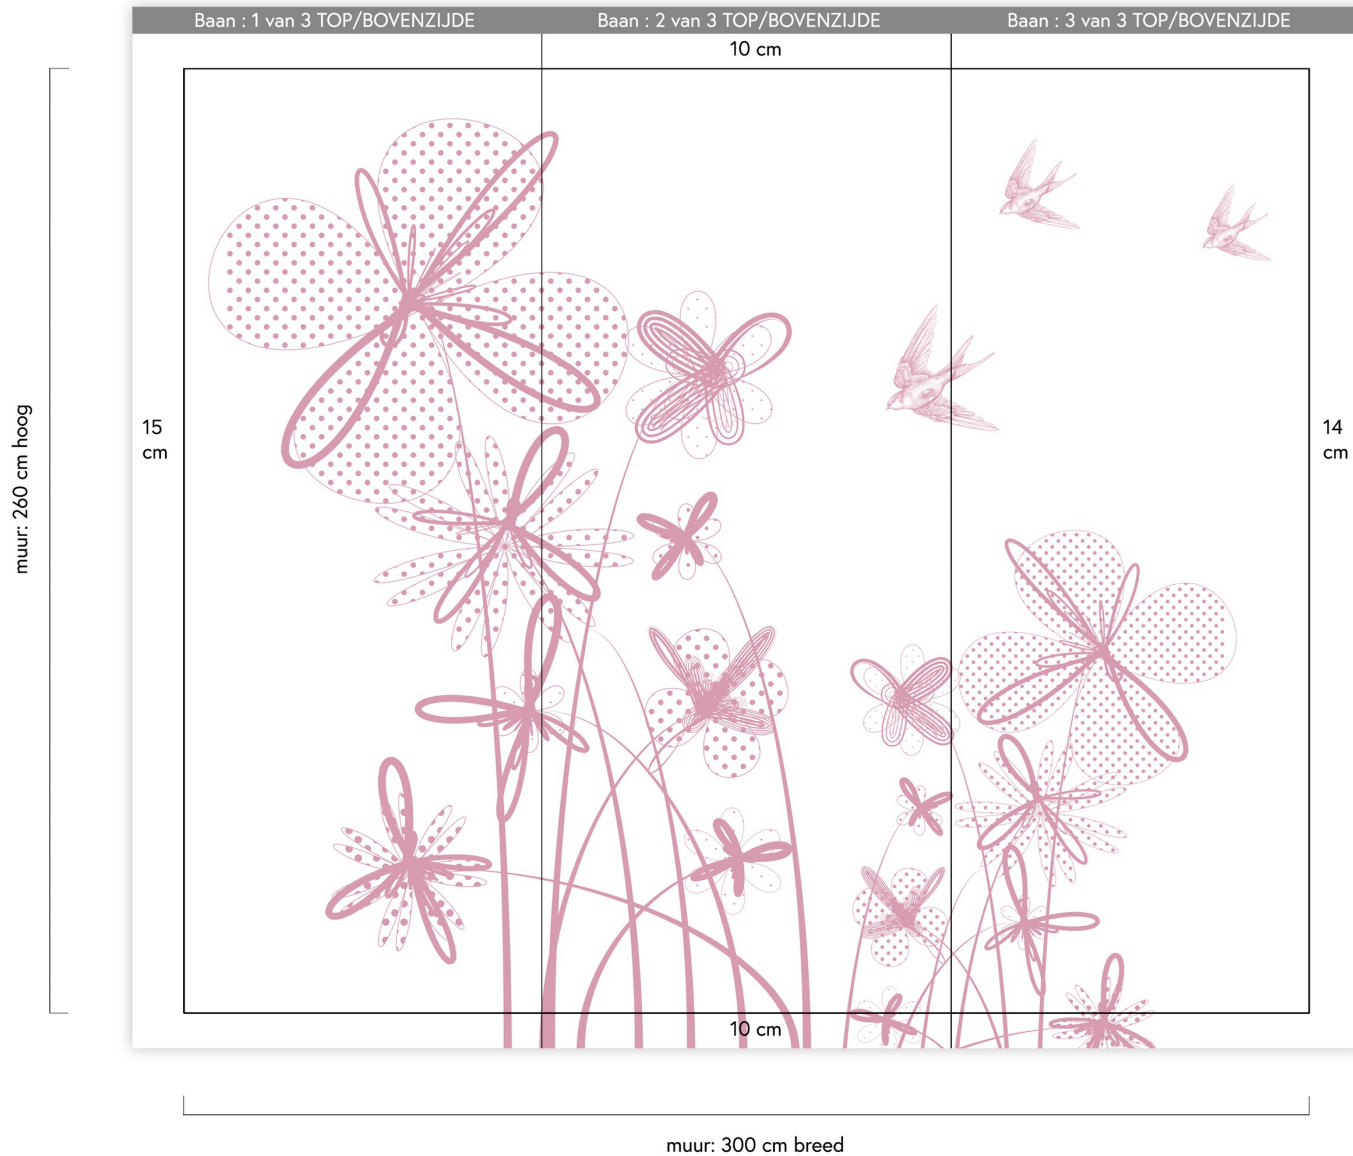 Baan : 1 van 3 TOP/BOVENZIJDE
Baan : 2 van 3 TOP/BOVENZIJDE
Baan : 3 van 3 TOP/BOVENZIJDE
10 cm
muur: 260 cm hoog
15
cm
14
cm
10 cm
muur: 300 cm breed